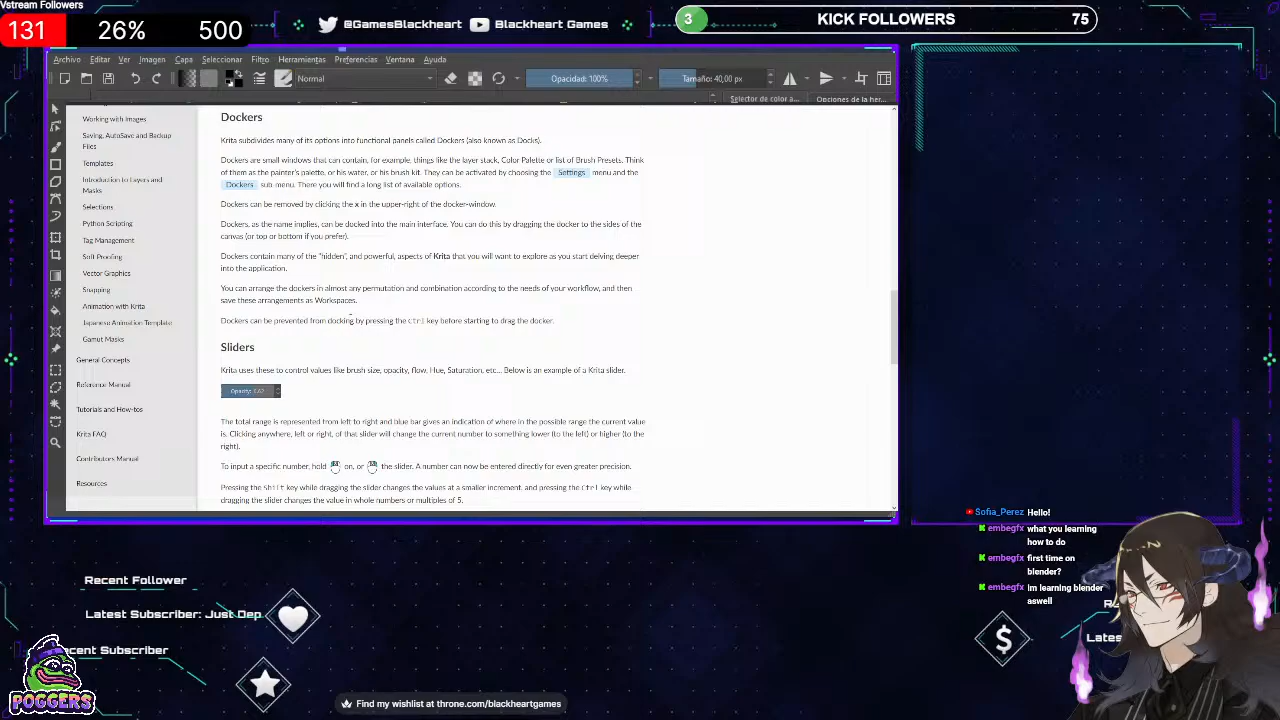 Vstream Followers
131
26%
500
@GamesBlackheart
Blackheart Games
3
KICK FOLLOWERS
75
Archivo Editar Ver Imagen Capa Seleccionar Filtro Herramientas Preferencias Ventana Ayuda
Normal
Opacidad: 100%
Tamaño: 40,00 px
Selector de color a...
Opciones de la her...
Working with Images
Saving, AutoSave and Backup
Files
Templates
Introduction to Layers and
Masks
Selections
Python Scripting
Tag Management
Soft Proofing
Vector Graphics
Snapping
Animation with Krita
Japanese Animation Template
Gamut Masks
General Concepts
Reference Manual
Tutorials and How-tos
Krita FAQ
Contributors Manual
Resources
Dockers
Krita subdivides many of its options into functional panels called Dockers (also known as Docks).
Dockers are small windows that can contain, for example, things like the layer stack, Color Palette or list of Brush Presets. Think
of them as the painter's palette, or his water, or his brush kit. They can be activated by choosing the Settings menu and the
Dockers sub-menu. There you will find a long list of available options.
Dockers can be removed by clicking the x in the upper-right of the docker-window.
Dockers, as the name implies, can be docked into the main interface. You can do this by dragging the docker to the sides of the
canvas (or top or bottom if you prefer).
Dockers contain many of the "hidden", and powerful, aspects of Krita that you will want to explore as you start delving deeper
into the application.
You can arrange the dockers in almost any permutation and combination according to the needs of your workflow, and then
save these arrangements as Workspaces.
Dockers can be prevented from docking by pressing the Ctrl key before starting to drag the docker.
Sliders
Krita uses these to control values like brush size, opacity, flow, Hue, Saturation, etc... Below is an example of a Krita slider.
Opacity: 0.62
The total range is represented from left to right and blue bar gives an indication of where in the possible range the current value
is. Clicking anywhere, left or right, of that slider will change the current number to something lower (to the left) or higher (to the
right).
To input a specific number, hold on, or the slider. A number can now be entered directly for even greater precision.
Pressing the Shift key while dragging the slider changes the values at a smaller increment, and pressing the Ctrl key while
dragging the slider changes the value in whole numbers or multiples of 5.
Sofia_Perez Hello!
embegfx what you learning
how to do
embegfx first time on
blender?
embegfx Im learning blender
aswell
Recent Follower
Latest Subscriber: Just Dep
cent Subscriber
POGGERS
Find my wishlist at throne.com/blackheartgames
$
Lates